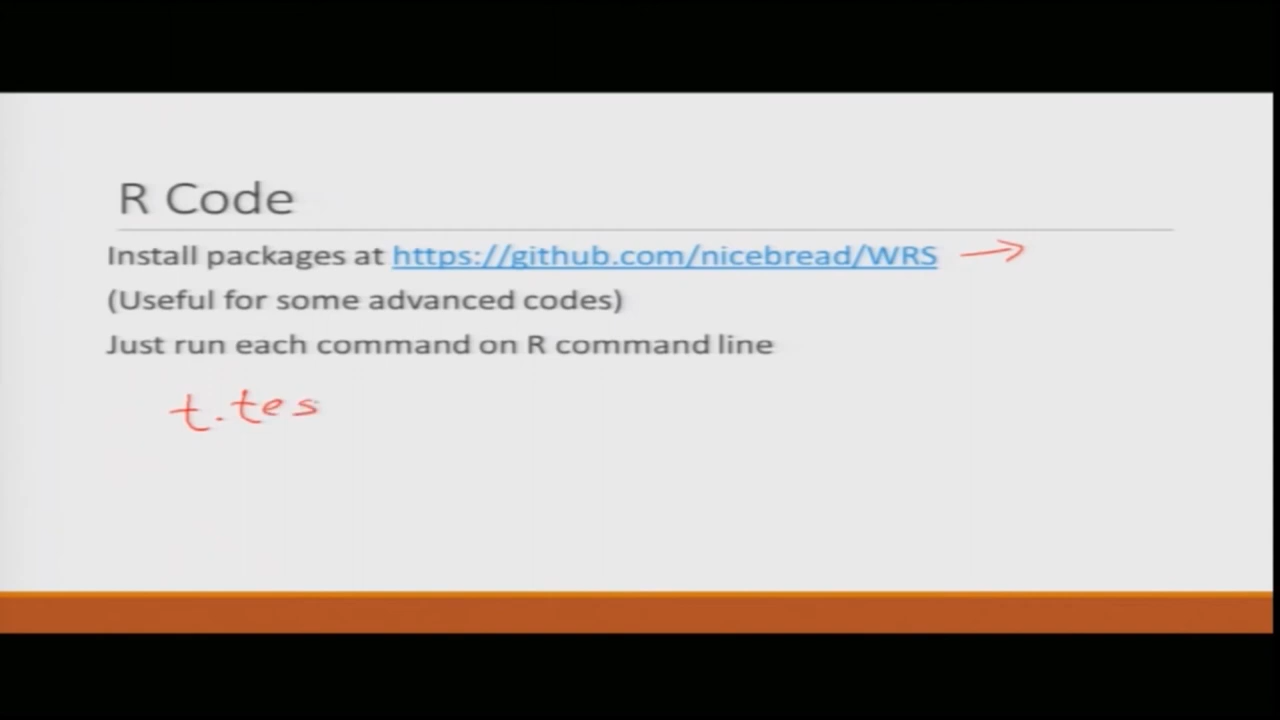 R Code
Install packages at https://github.com/nicebread/WRS
(Useful for some advanced codes)
Just run each command on R command line
t.tes